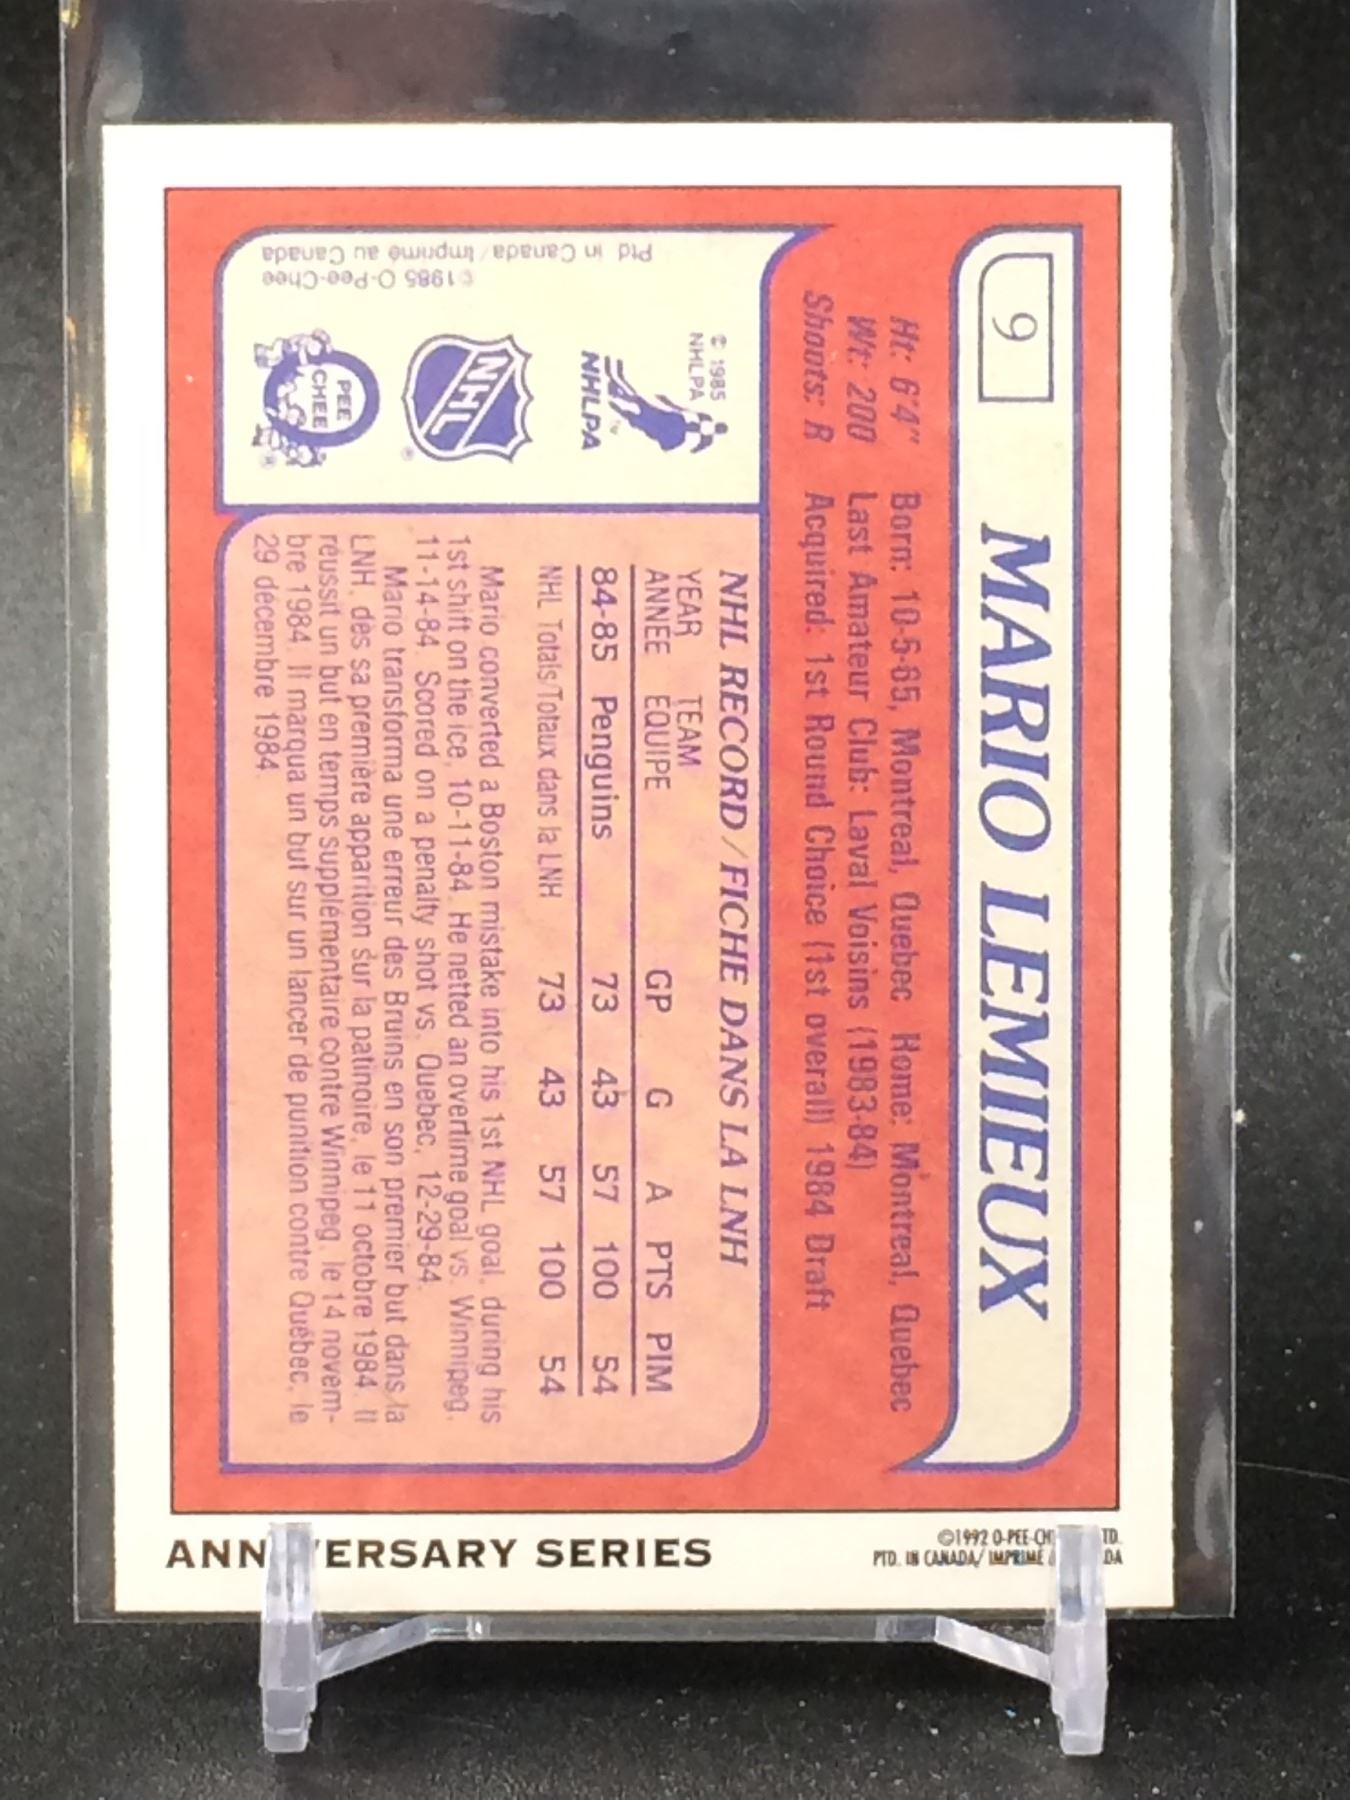 9
MARIO LEMIEUX
Ht: 6'4" Born: 10-5-65, Montreal, Quebec Home: Montreal, Quebec
Wt: 200 Last Amateur Club: Laval Voisins (1983-84)
Shoots: R Acquired: 1st Round Choice (1st overall) 1984 Draft
NHL RECORD/FICHE DANS LA LNH
YEAR TEAM
ANNEE EQUIPE GP G A PTS PIM
84-85 Penguins 73 43 57 100 54
NHL Totals/Totaux dans la LNH 73 43 57 100 54
Mario converted a Boston mistake into his 1st NHL goal, during his
1st shift on the ice, 10-11-84. He netted an overtime goal vs. Winnipeg,
11-14-84. Scored on a penalty shot vs. Quebec, 12-29-84.
Mario transforma une erreur des Bruins en son premier but dans la
LNH, dès sa première apparition sur la patinoire, le 11 octobre 1984. Il
réussit un but en temps supplémentaire contre Winnipeg, le 14 novem-
bre 1984. Il marqua un but sur un lancer de punition contre Québec, le
29 décembre 1984.
© 1985
NHLPA
NHLPA™
NHL®
O PEE
CHEE
®
©1985 O-Pee-Chee
Ptd. in Canada/Imprimé au Canada
ANN ERSARY SERIES
©1992 O-PEE-CH TD.
PTD. IN CANADA/ IMPRIMÉ DA